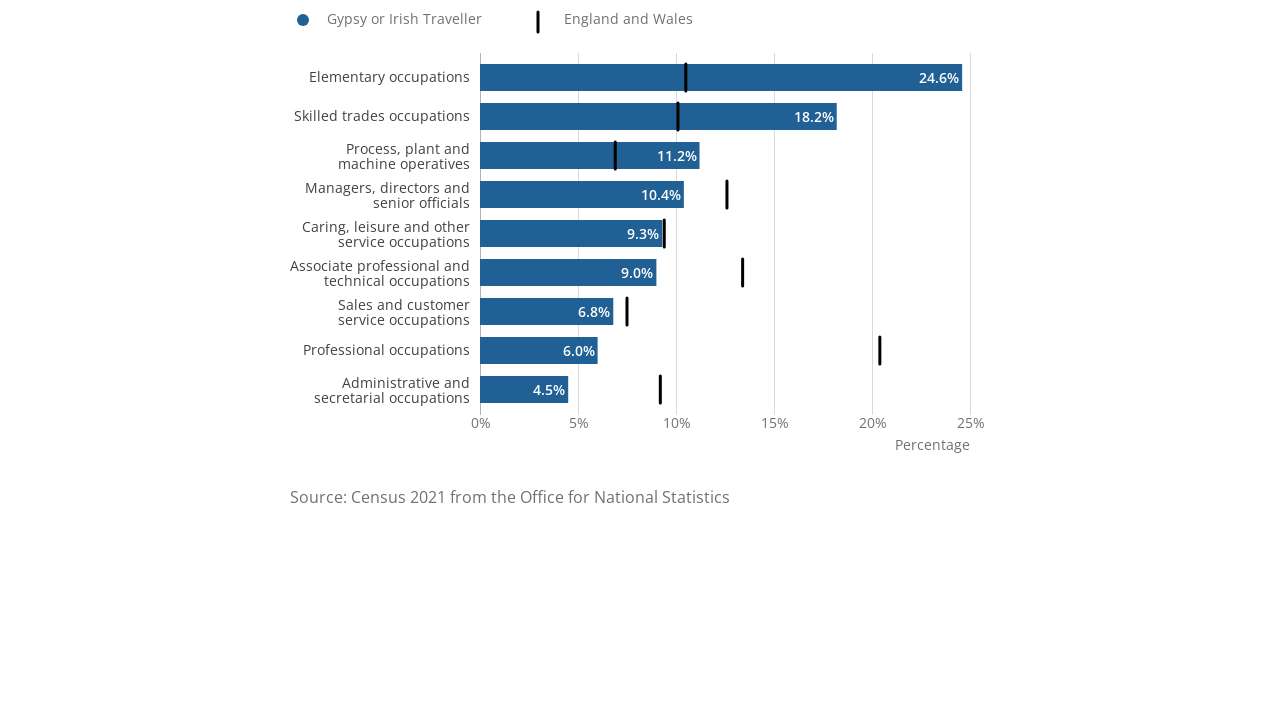 Gypsy or Irish Traveller
England and Wales
Elementary occupations
24.6%
Skilled trades occupations
18.2%
Process, plant and
machine operatives
11.2%
Managers, directors and
senior officials
10.4%
Caring, leisure and other
service occupations
9.3%
Associate professional and
technical occupations
9.0%
Sales and customer
service occupations
6.8%
Professional occupations
6.0%
Administrative and
secretarial occupations
4.5%
0% 5% 10% 15% 20% 25%
Percentage
Source: Census 2021 from the Office for National Statistics